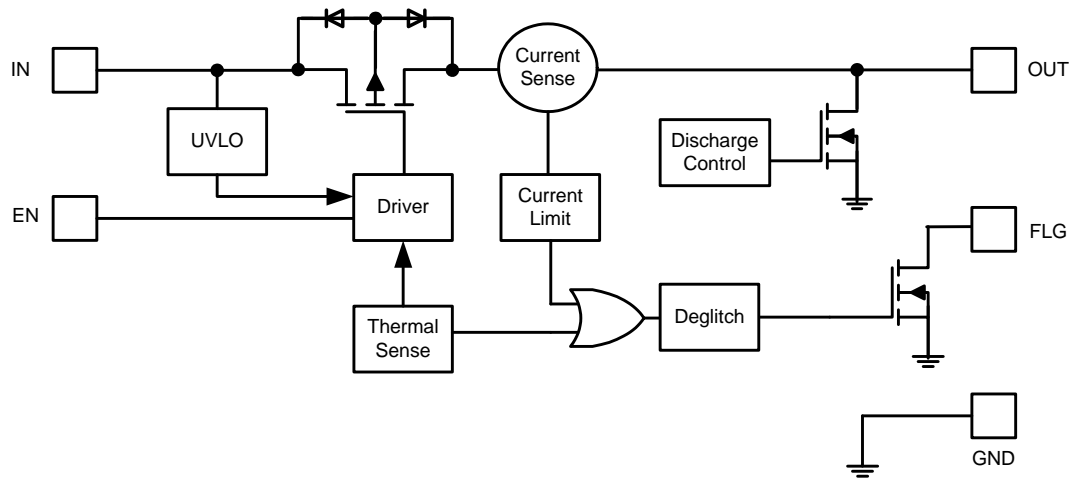 IN
Current
Sense
OUT
UVLO
Discharge
Control
EN
Driver
Current
Limit
FLG
Thermal
Sense
Deglitch
GND